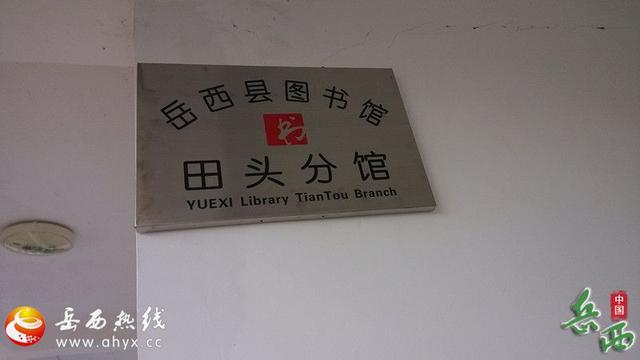 岳西县图书馆
书
田头分馆
YUEXI Library TianTou Branch
岳西热线
www.ahyx.cc
中国
岳西